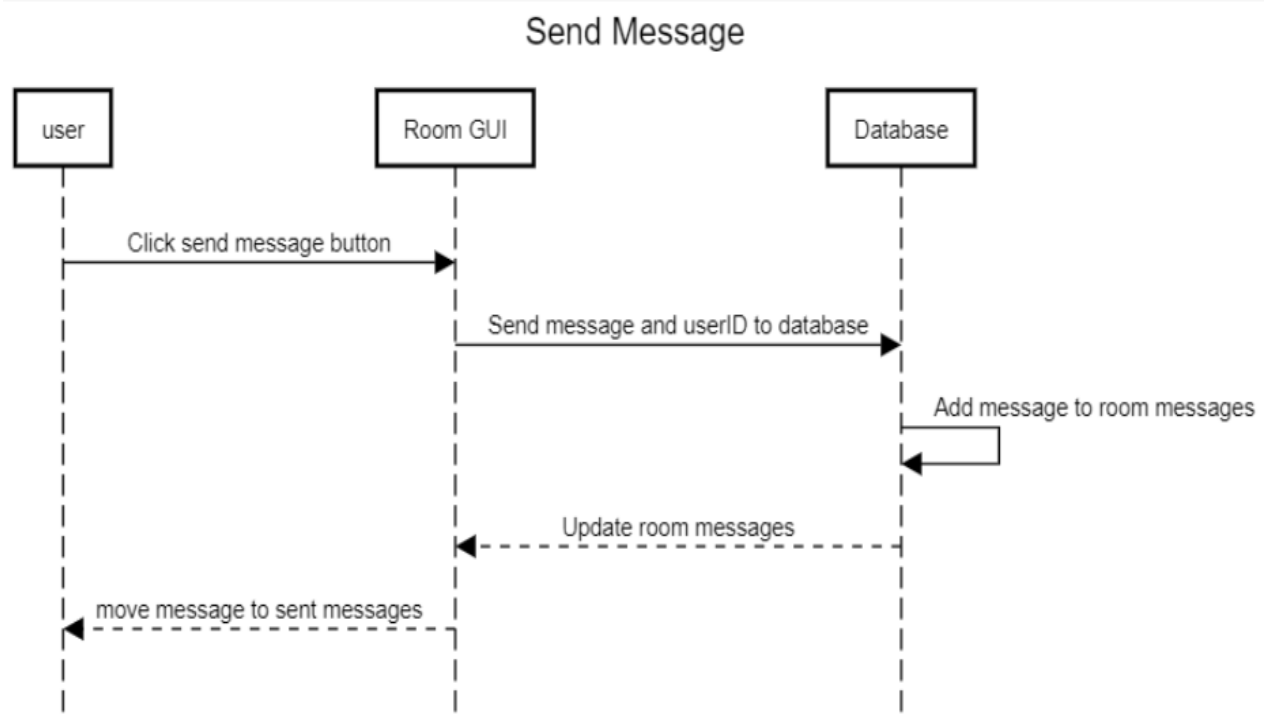 Send Message
user
Room GUI
Database
Click send message button
Send message and userID to database
Add message to room messages
Update room messages
move message to sent messages